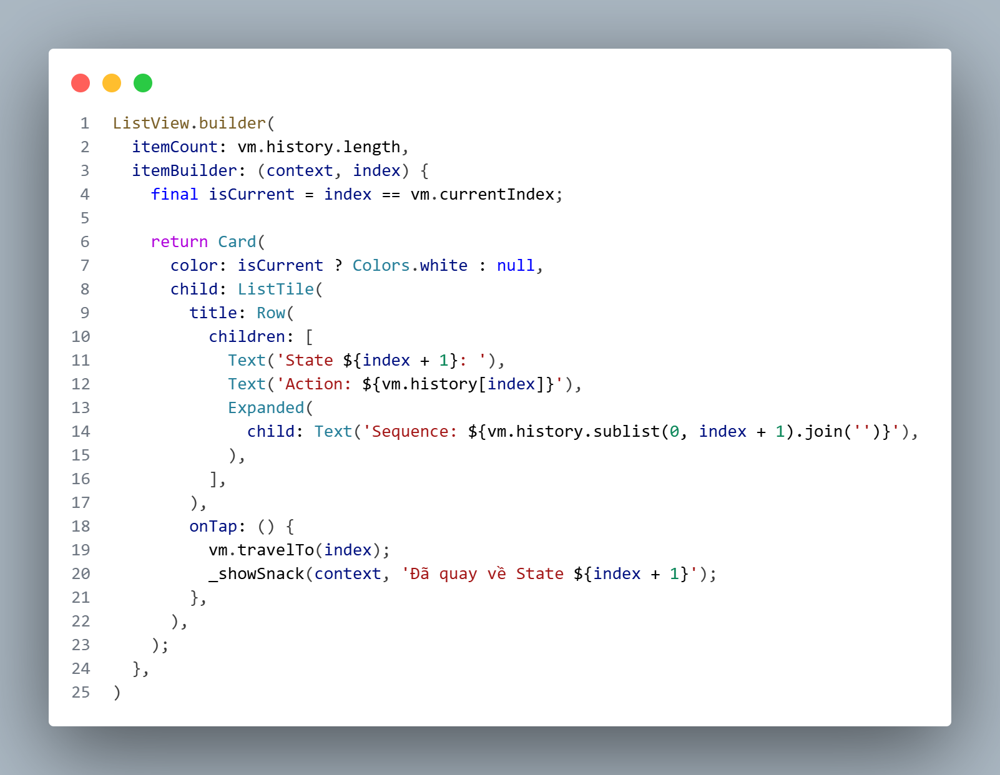 1 ListView.builder(
2   itemCount: vm.history.length,
3   itemBuilder: (context, index) {
4     final isCurrent = index == vm.currentIndex;
5
6     return Card(
7       color: isCurrent ? Colors.white : null,
8       child: ListTile(
9         title: Row(
10           children: [
11             Text('State ${index + 1}: '),
12             Text('Action: ${vm.history[index]}'),
13             Expanded(
14               child: Text('Sequence: ${vm.history.sublist(0, index + 1).join('')}'),
15             ),
16           ],
17         ),
18         onTap: () {
19           vm.travelTo(index);
20           _showSnack(context, 'Đã quay về State ${index + 1}');
21         },
22       ),
23     );
24   },
25 )